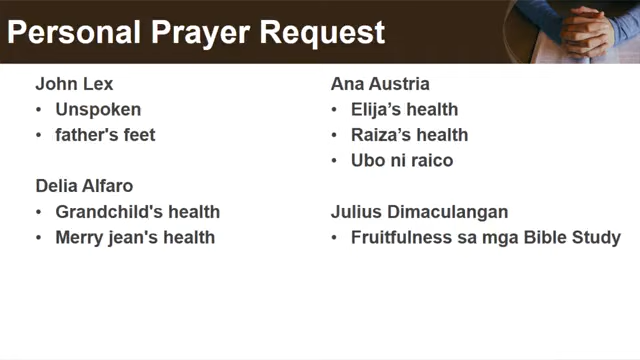 Personal Prayer Request
John Lex
• Unspoken
• father's feet
Delia Alfaro
• Grandchild's health
• Merry jean's health
Ana Austria
• Elija’s health
• Raiza’s health
• Ubo ni raico
Julius Dimaculangan
• Fruitfulness sa mga Bible Study